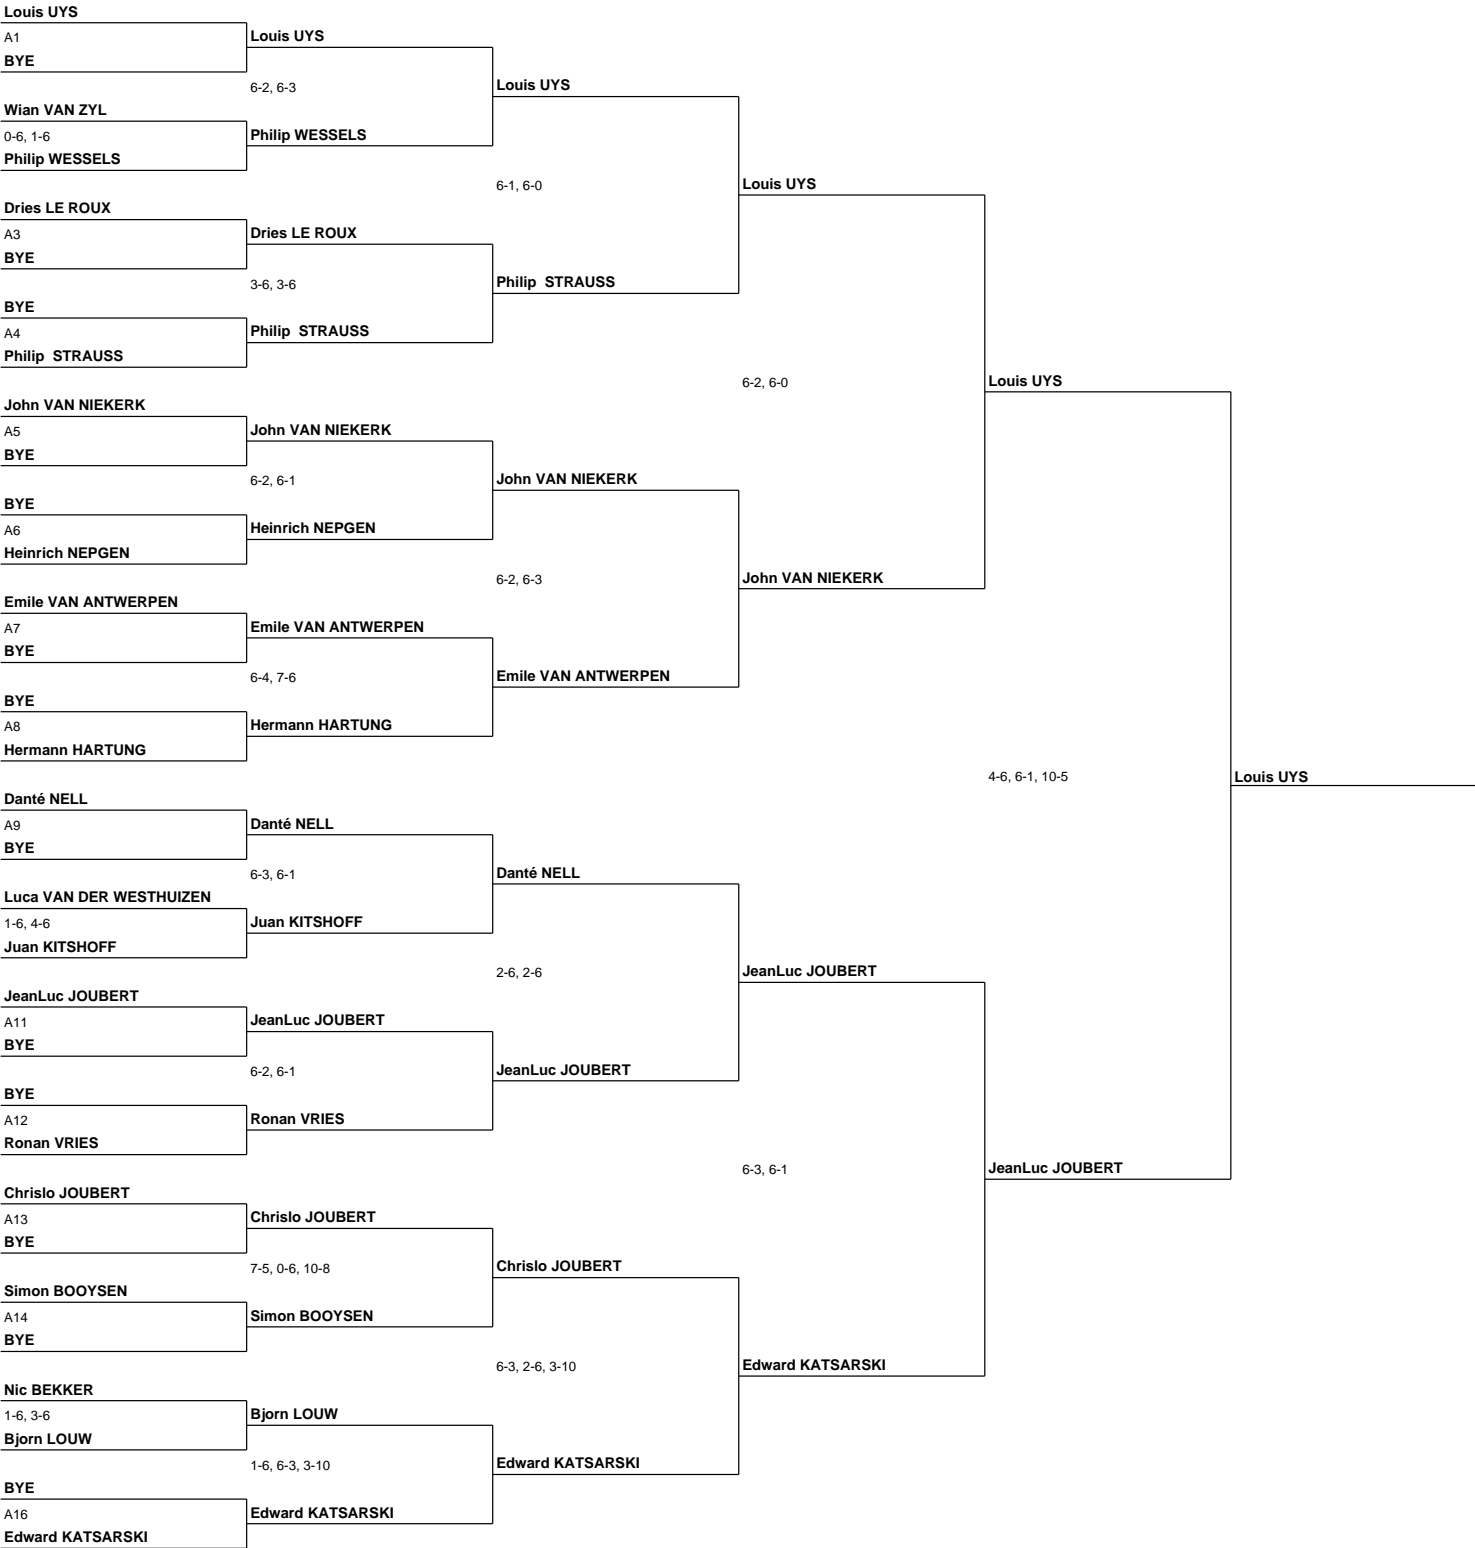 Louis UYS
A1
BYE
Wian VAN ZYL
0-6, 1-6
Philip WESSELS
Dries LE ROUX
A3
BYE
BYE
A4
Philip  STRAUSS
John VAN NIEKERK
A5
BYE
BYE
A6
Heinrich NEPGEN
Emile VAN ANTWERPEN
A7
BYE
BYE
A8
Hermann HARTUNG
Danté NELL
A9
BYE
Luca VAN DER WESTHUIZEN
1-6, 4-6
Juan KITSHOFF
JeanLuc JOUBERT
A11
BYE
BYE
A12
Ronan VRIES
Chrislo JOUBERT
A13
BYE
Simon BOOYSEN
A14
BYE
Nic BEKKER
1-6, 3-6
Bjorn LOUW
BYE
A16
Edward KATSARSKI
Louis UYS
6-2, 6-3
Philip WESSELS
Dries LE ROUX
3-6, 3-6
Philip  STRAUSS
John VAN NIEKERK
6-2, 6-1
Heinrich NEPGEN
Emile VAN ANTWERPEN
6-4, 7-6
Hermann HARTUNG
Danté NELL
6-3, 6-1
Juan KITSHOFF
JeanLuc JOUBERT
6-2, 6-1
Ronan VRIES
Chrislo JOUBERT
7-5, 0-6, 10-8
Simon BOOYSEN
Bjorn LOUW
1-6, 6-3, 3-10
Edward KATSARSKI
Louis UYS
6-1, 6-0
Philip  STRAUSS
John VAN NIEKERK
6-2, 6-3
Emile VAN ANTWERPEN
Danté NELL
2-6, 2-6
JeanLuc JOUBERT
Chrislo JOUBERT
6-3, 2-6, 3-10
Edward KATSARSKI
Louis UYS
6-2, 6-0
John VAN NIEKERK
JeanLuc JOUBERT
6-3, 6-1
Edward KATSARSKI
Louis UYS
4-6, 6-1, 10-5
JeanLuc JOUBERT
Louis UYS